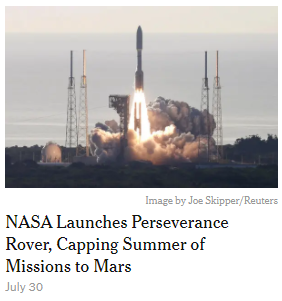 Image by Joe Skipper/Reuters
NASA Launches Perseverance
Rover, Capping Summer of
Missions to Mars
July 30